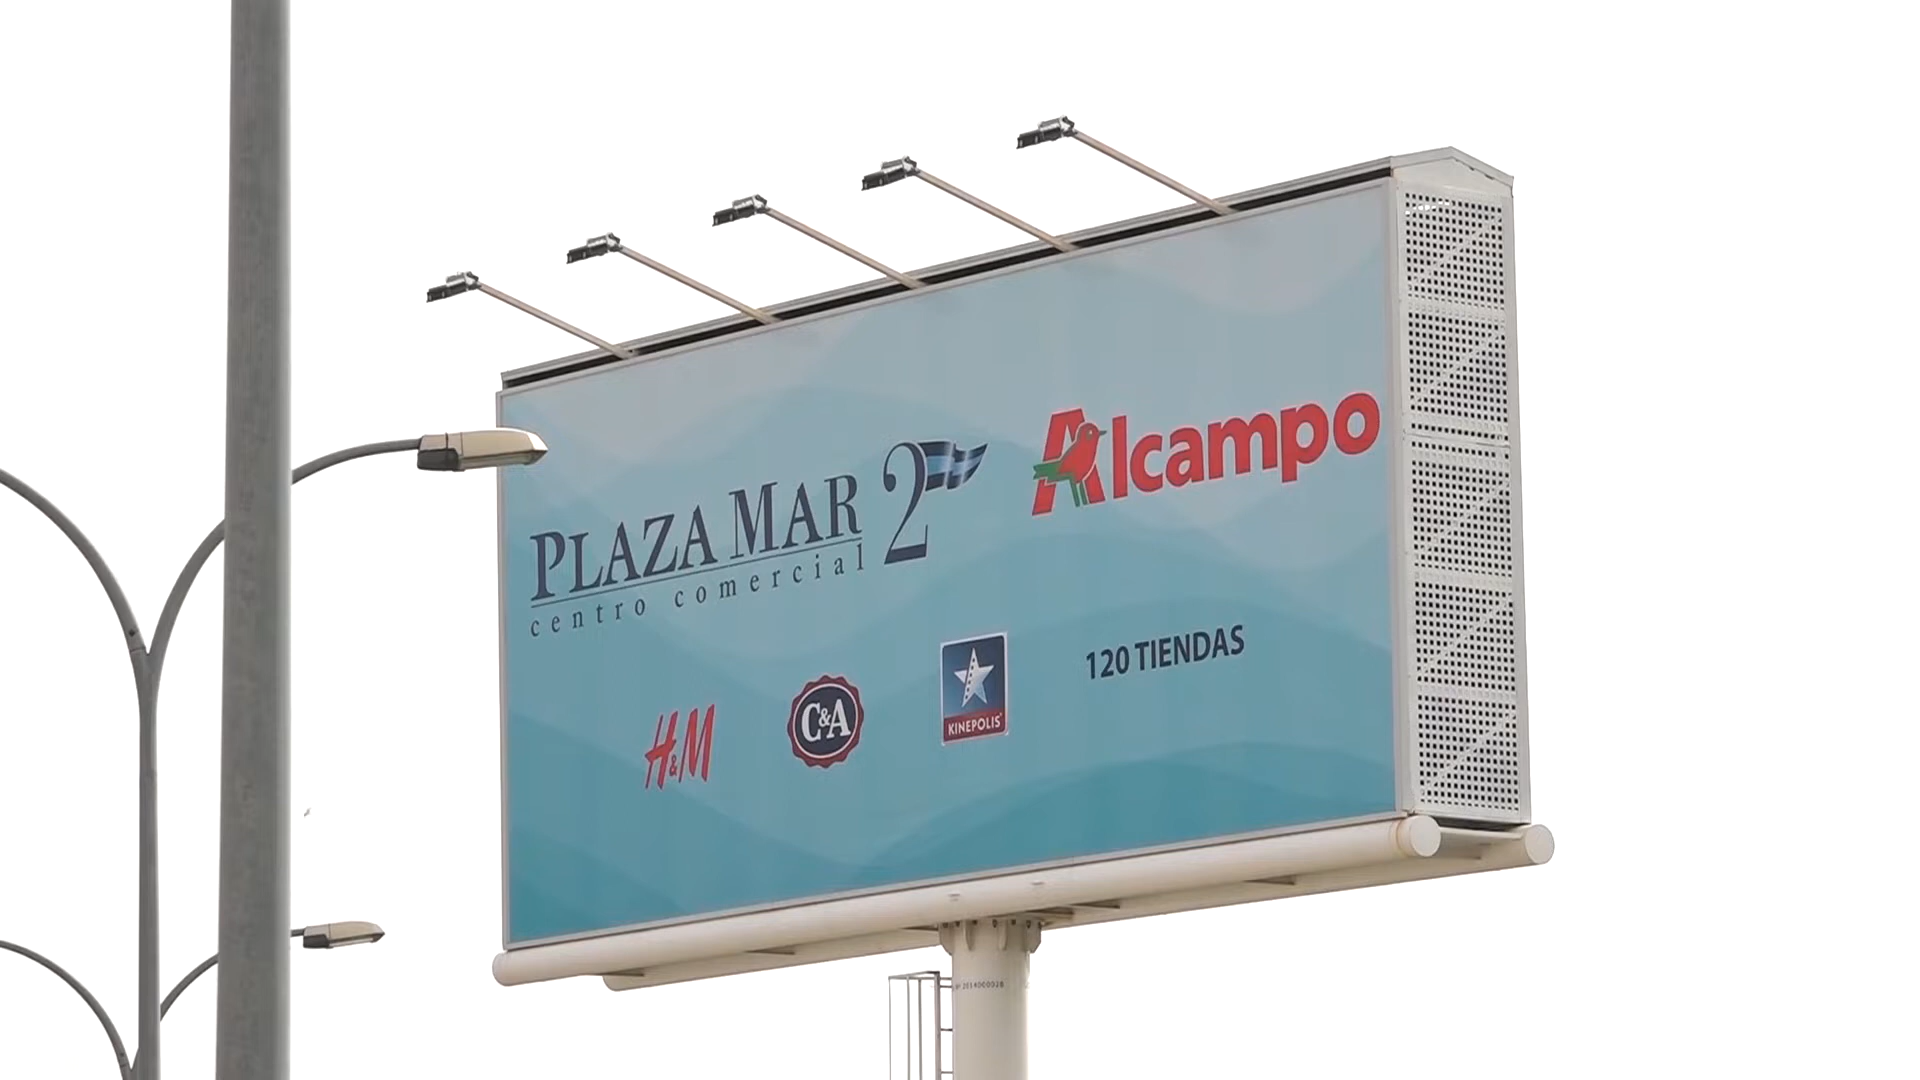 PLAZA MAR 2
centro comercial
Alcampo
H&M
C&A
KINEPOLIS
120 TIENDAS